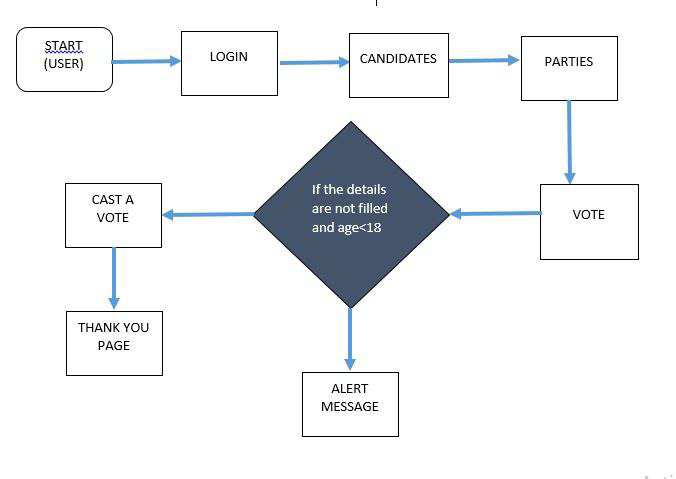 START
(USER)
LOGIN
CANDIDATES
PARTIES
VOTE
If the details
are not filled
and age<18
CAST A
VOTE
THANK YOU
PAGE
ALERT
MESSAGE